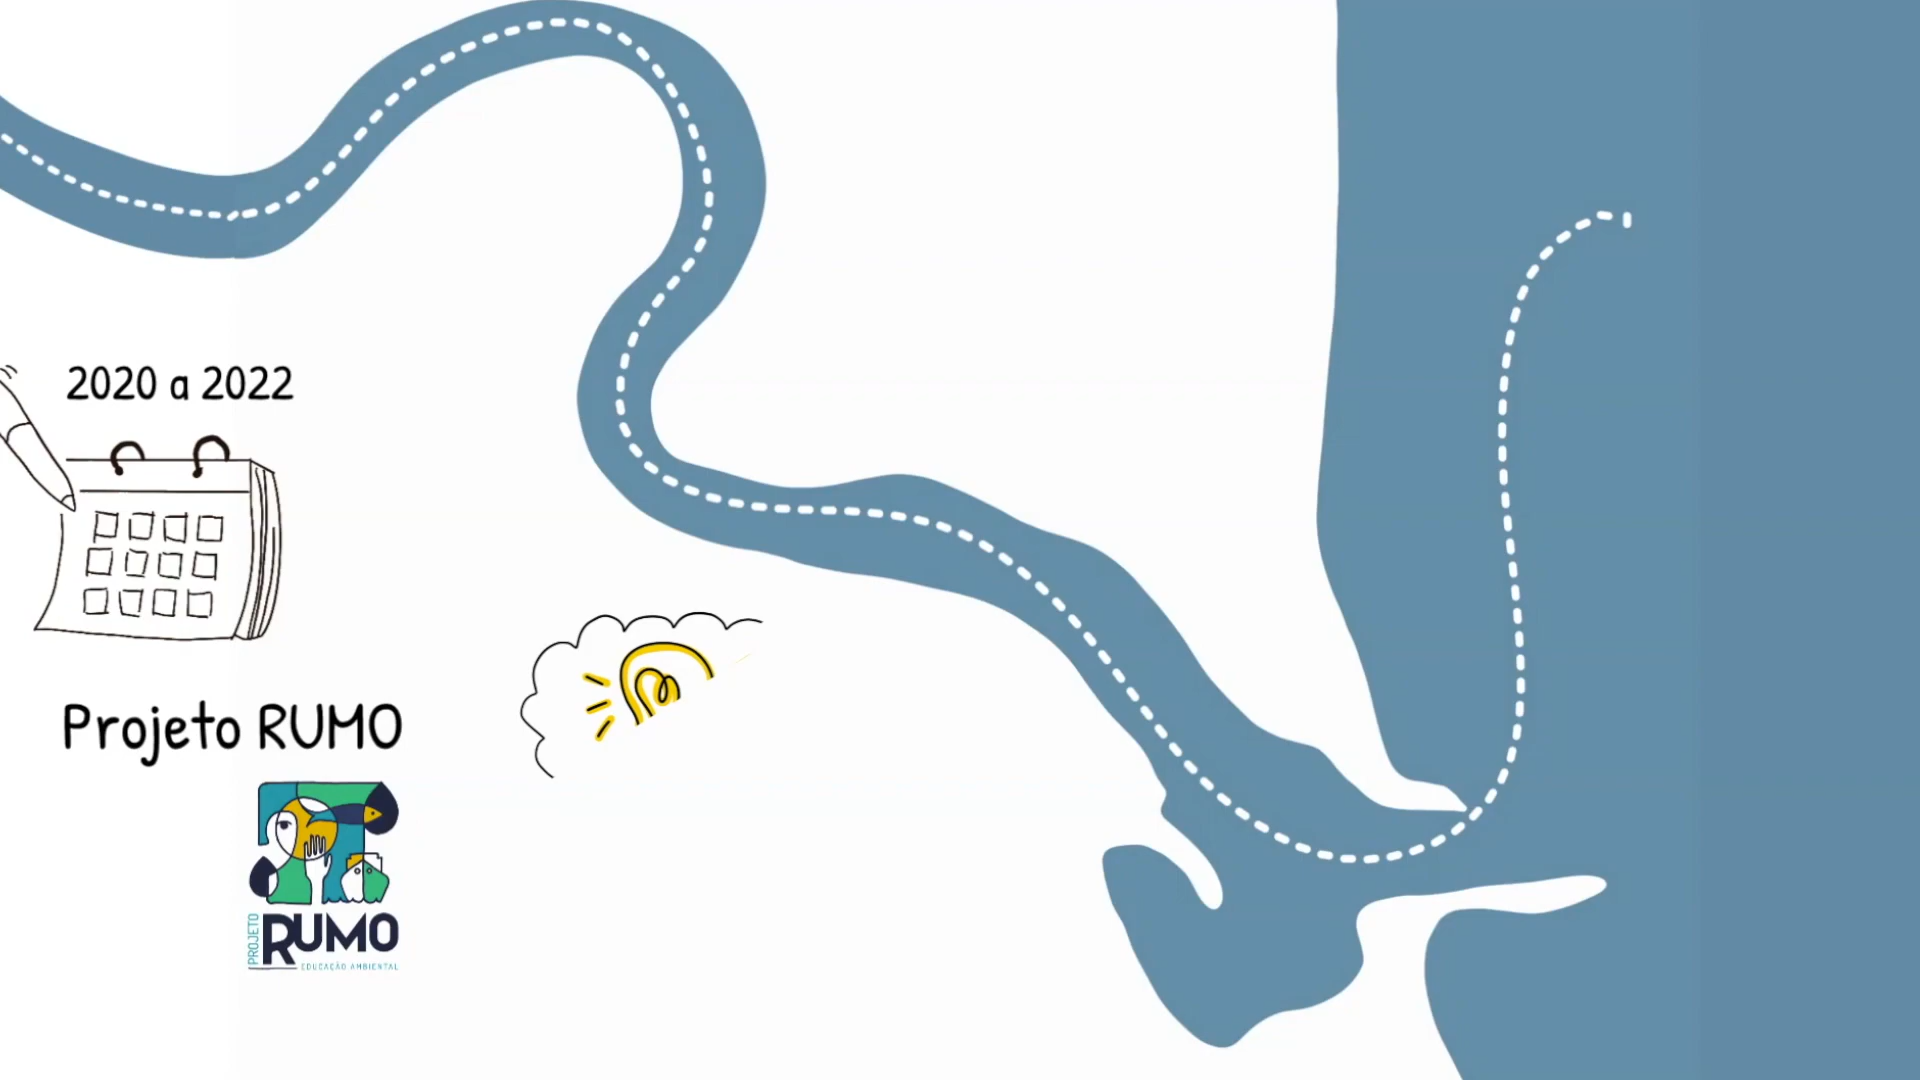 2020 a 2022
Projeto RUMO
PROJETO
RUMO
EDUCAÇÃO AMBIENTAL